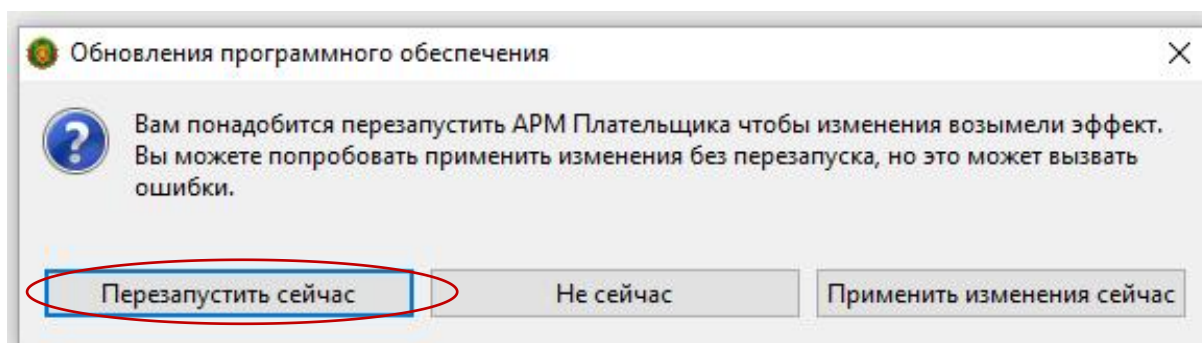 Обновления программного обеспечения
Вам понадобится перезапустить АРМ Плательщика чтобы изменения возымели эффект.
Вы можете попробовать применить изменения без перезапуска, но это может вызвать
ошибки.
Перезапустить сейчас
Не сейчас
Применить изменения сейчас